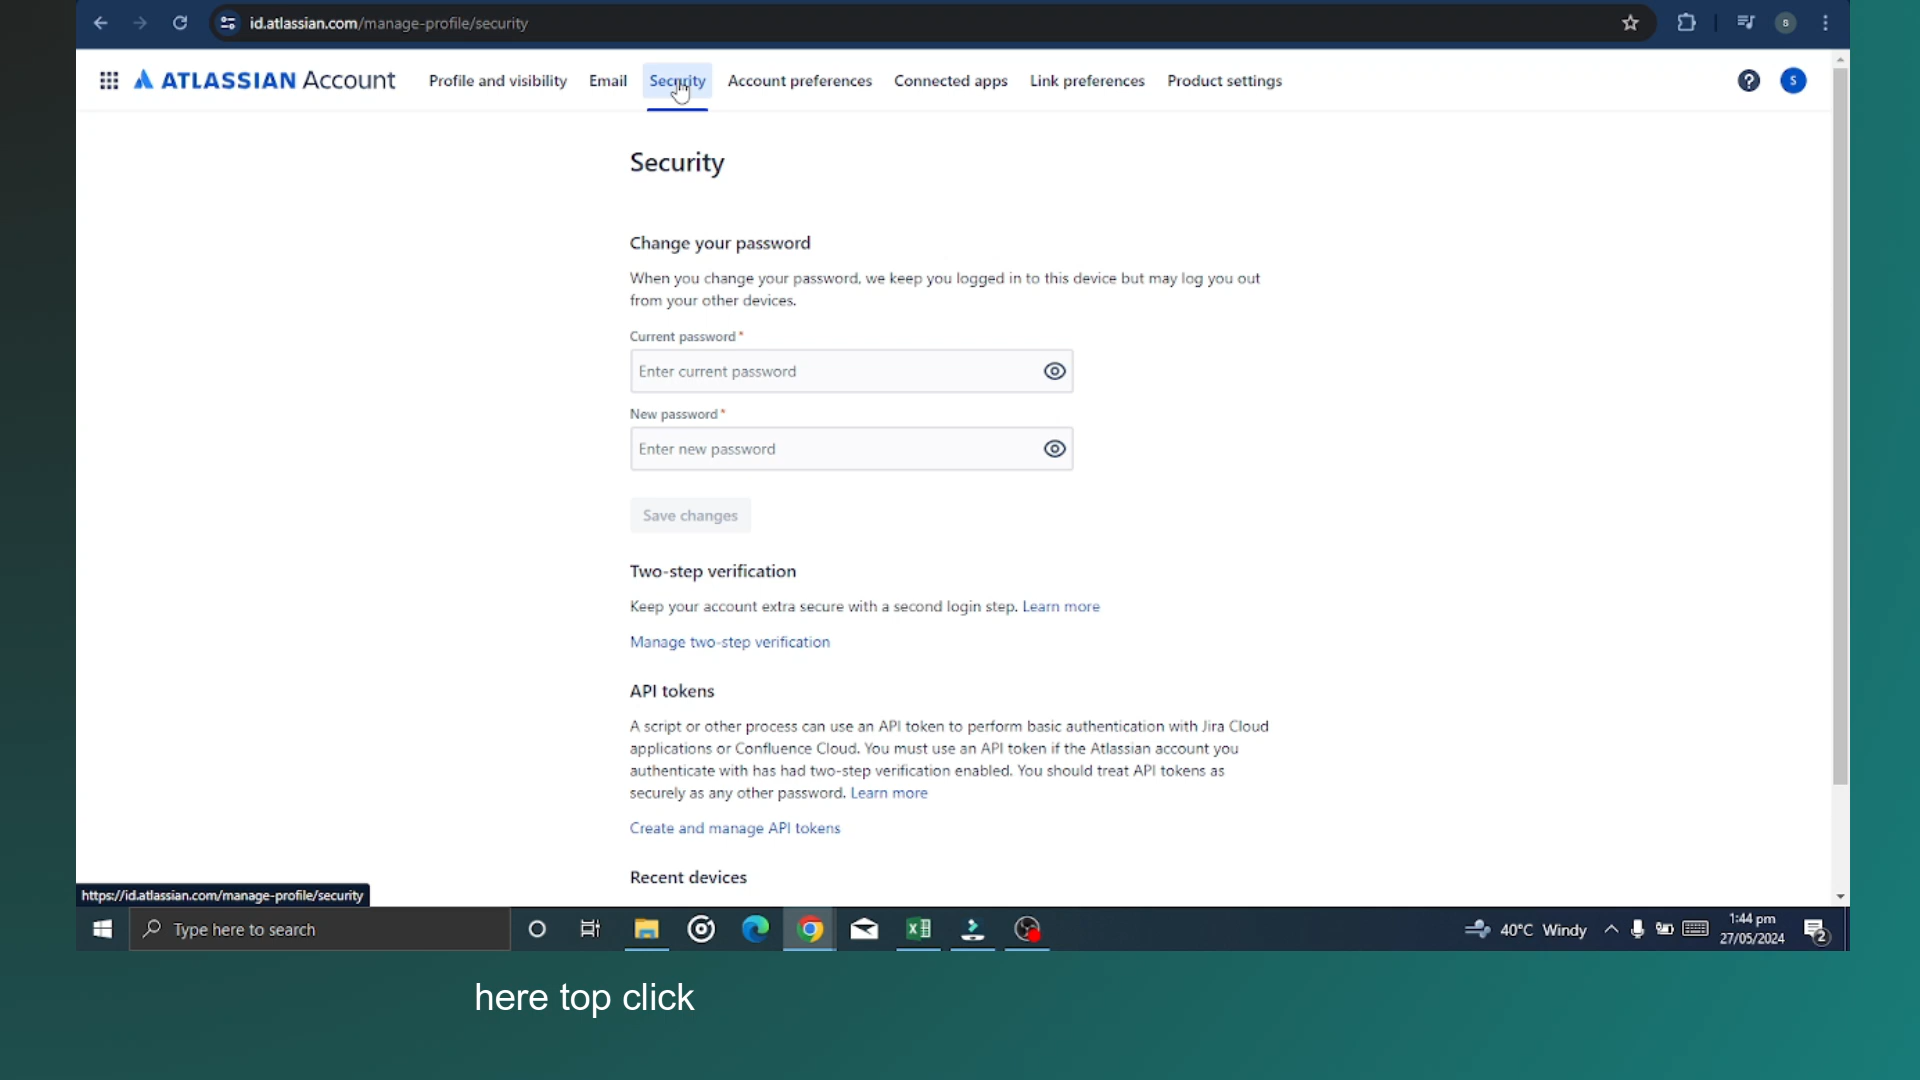 id.atlassian.com/manage-profile/security
S
ATLASSIAN Account
Profile and visibility
Email
Security
Account preferences
Connected apps
Link preferences
Product settings
?
S
Security
Change your password
When you change your password, we keep you logged in to this device but may log you out
from your other devices.
Current password *
Enter current password
New password *
Enter new password
Save changes
Two-step verification
Keep your account extra secure with a second login step. Learn more
Manage two-step verification
API tokens
A script or other process can use an API token to perform basic authentication with Jira Cloud
applications or Confluence Cloud. You must use an API token if the Atlassian account you
authenticate with has had two-step verification enabled. You should treat API tokens as
securely as any other password. Learn more
Create and manage API tokens
Recent devices
https://id.atlassian.com/manage-profile/security
Type here to search
40°C Windy
1:44 pm
27/05/2024
2
here top click